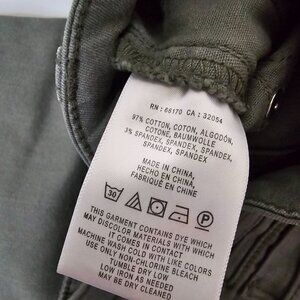 RN : 66170 CA : 32054
97% COTTON, COTON, ALGODÓN,
COTONE, BAUMWOLLE
3% SPANDEX, SPANDEX, SPANDEX,
SPANDEX, SPANDEX
MADE IN CHINA,
HECHO EN CHINA,
FABRIQUÉ EN CHINE
30 P
THIS GARMENT CONTAINS DYE WHICH
MAY DISCOLOR MATERIALS WITH WHICH
IT COMES IN CONTACT
MACHINE WASH COLD WITH LIKE COLORS
USE ONLY NON-CHLORINE BLEACH
TUMBLE DRY LOW
LOW IRON AS NEEDED
MAY BE DRY CLEANED